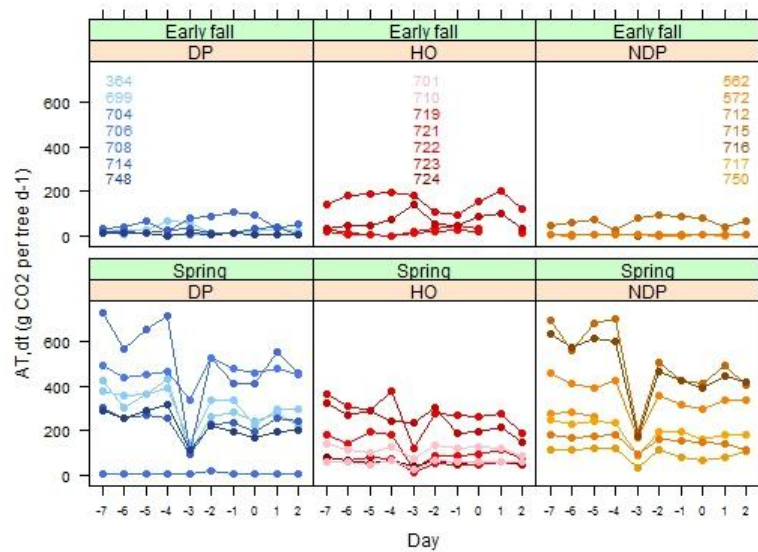 Early fall Early fall Early fall
DP HO NDP
364 701 562
699 710 572
704 719 712
706 721 715
708 722 716
714 723 717
748 724 750
600
400
200
0
Spring Spring Spring
DP HO NDP
600
400
200
0
AT,dt (g CO2 per tree d-1)
-7 -6 -5 -4 -3 -2 -1 0 1 2 -7 -6 -5 -4 -3 -2 -1 0 1 2 -7 -6 -5 -4 -3 -2 -1 0 1 2
Day